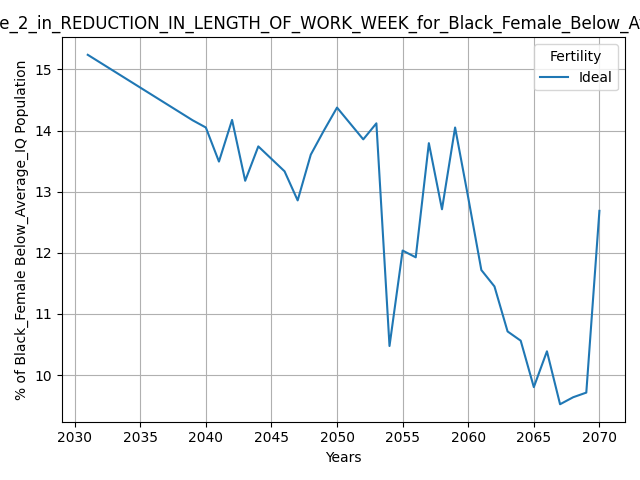 e_2_in_REDUCTION_IN_LENGTH_OF_WORK_WEEK_for_Black_Female_Below_A
Fertility
Ideal
% of Black_Female Below_Average_IQ Population
15
14
13
12
11
10
2030 2035 2040 2045 2050 2055 2060 2065 2070
Years